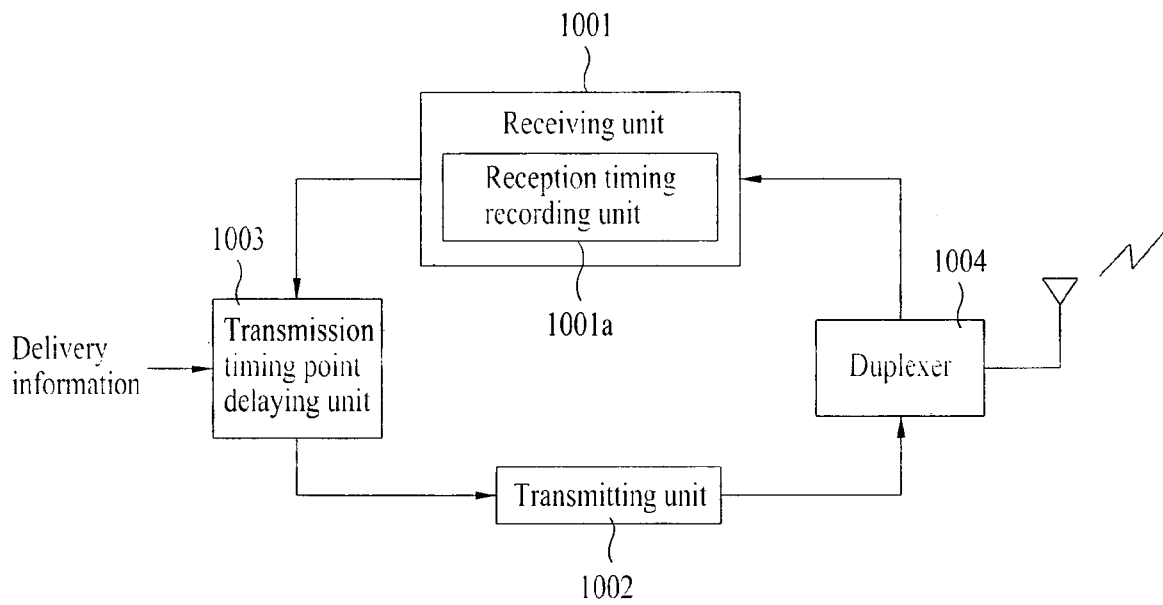 1001
Receiving unit
Reception timing
recording unit
1003
1004
1001a
Transmission
timing point
delaying unit
Delivery
information
Duplexer
Transmitting unit
1002